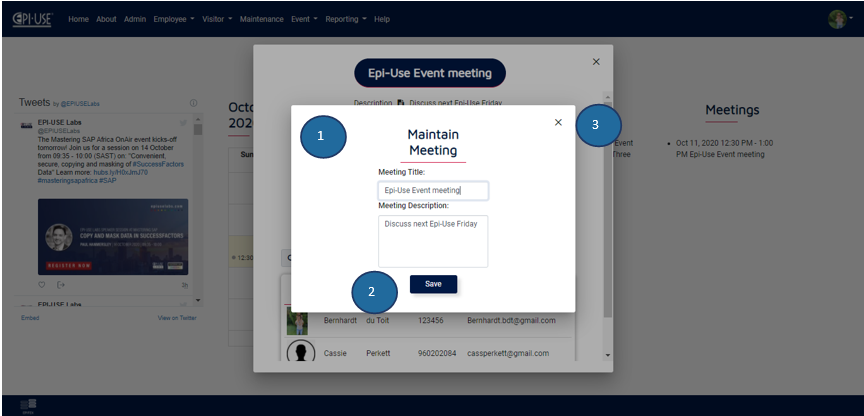 EPI-USE
Home About Admin Employee Visitor Maintenance Event Reporting Help
Epi-Use Event meeting
Description Discuss next Epi-Use Friday
Tweets by @EPIUSELabs
EPI-USE Labs
@EPIUSELabs
The Mastering SAP Africa OnAir event kicks-off
tomorrow! Join us for a session on 14 October
from 09:35 - 10:00 (SAST) on: "Convenient,
secure, copying and masking of #SuccessFactors
Data" Learn more: hubs.ly/H0xJmJ70
#masteringsapafrica #SAP
COPY AND MASK DATA IN SUCCESSFACTORS
REGISTER NOW
EPI-USE Labs
Embed View on Twitter
Octo
202
Sun
12:30
1
2
3
Maintain
Meeting
Meeting Title:
Epi-Use Event meeting
Meeting Description:
Discuss next Epi-Use Friday
Save
Bernhardt du Toit 123456 Bernhardt.bdt@gmail.com
Cassie Perkett 960202084 cassperkett@gmail.com
Event
Three
Meetings
Oct 11, 2020 12:30 PM - 1:00
PM Epi-Use Event meeting